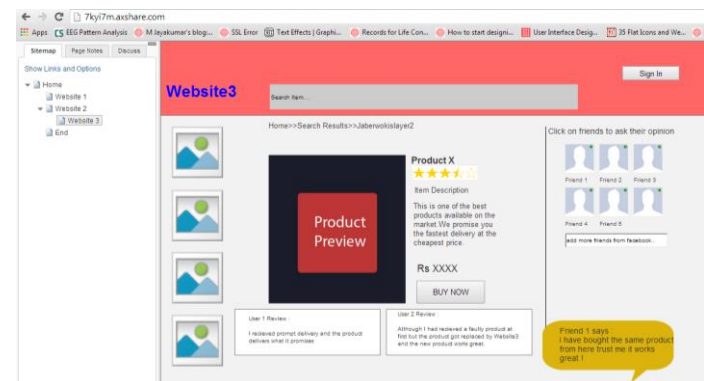 7kyi7m.axshare.com
Apps
EEG Pattern Analysis
M Jayakumar's blog:...
SSL Error
Text Effects | Graphi...
Records for Life Con...
How to start designi...
User Interface Desig...
35 Flat Icons and We...
Sitemap
Page Notes
Discuss
Show Links and Options
Home
Website 1
Website 2
Website 3
End
Sign In
Website3
Search Item...
Home>>Search Results>>Jaberwokislayer2
Product X
Item Description
This is one of the best
products available on the
market.We promise you
the fastest delivery at the
cheapest price.
Product
Preview
Rs XXXX
BUY NOW
Click on friends to ask their opinion
Friend 1
Friend 2
Friend 3
Friend 4
Friend 5
add more friends from facebook...
User 1 Review :
I recieved promot delivery and the product
delivers what it promises
User 2 Review :
Although I had recieved a faulty product at
first but the product got replaced by Website3
and the new product works great.
Friend 1 says :
I have bought the same product
from here trust me it works
great !